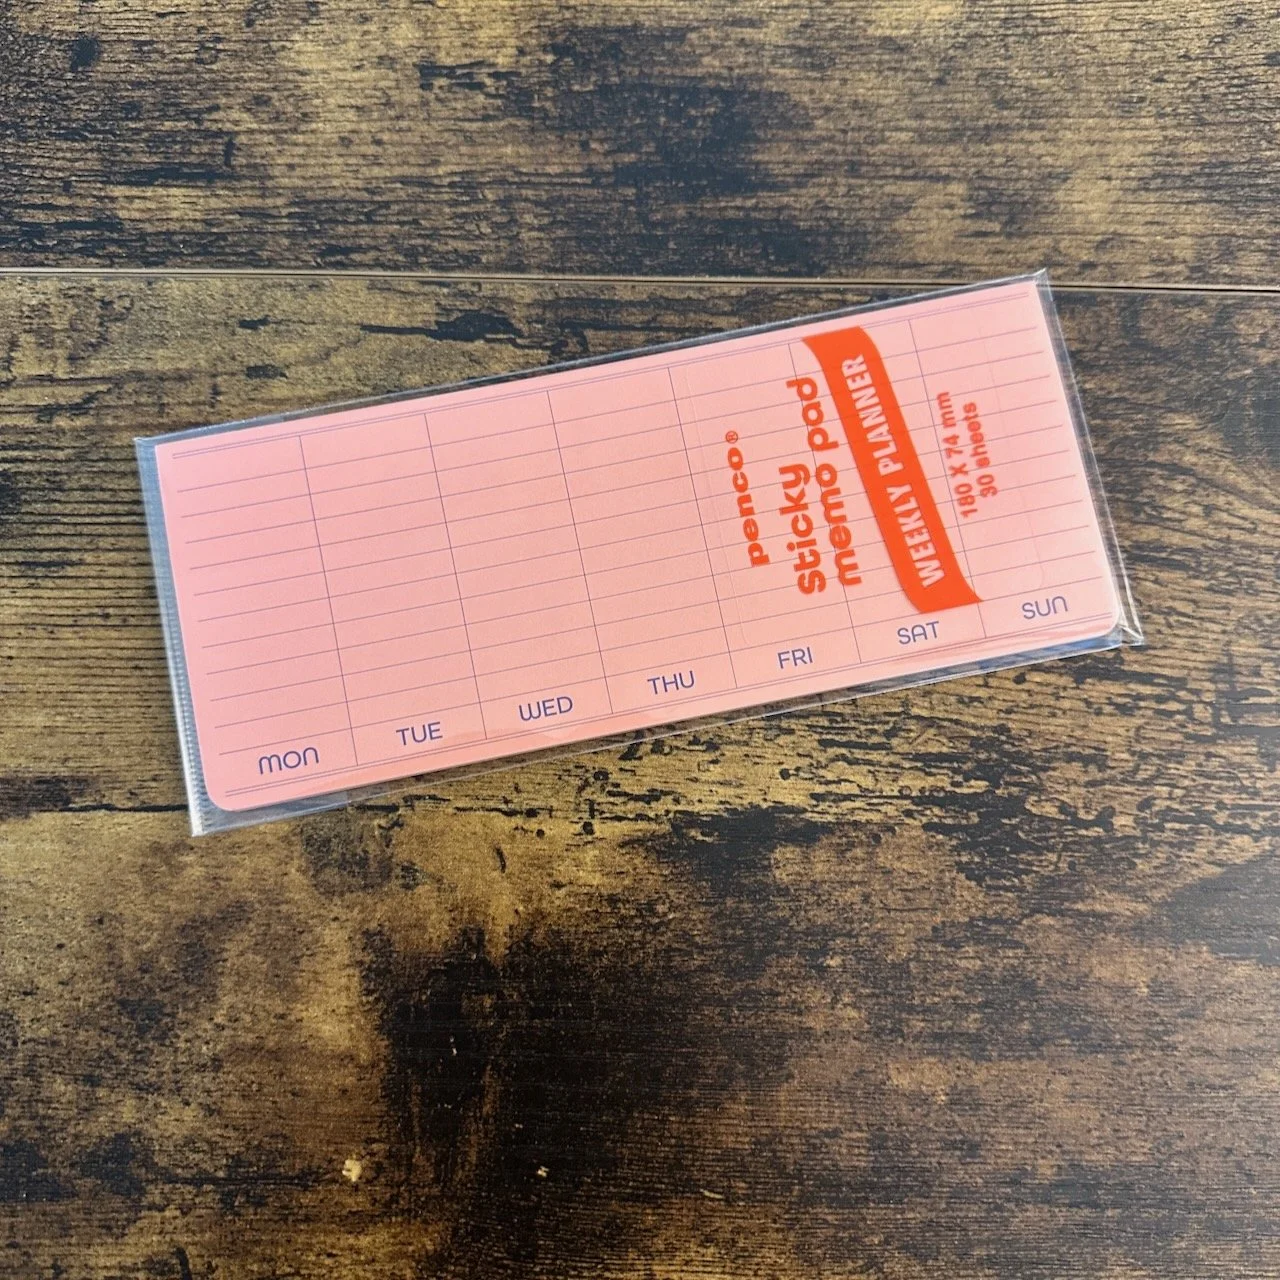 penco®
Sticky
memo pad
WEEKLY PLANNER
180 X 74 mm
30 sheets
MON TUE WED THU FRI SAT SUN